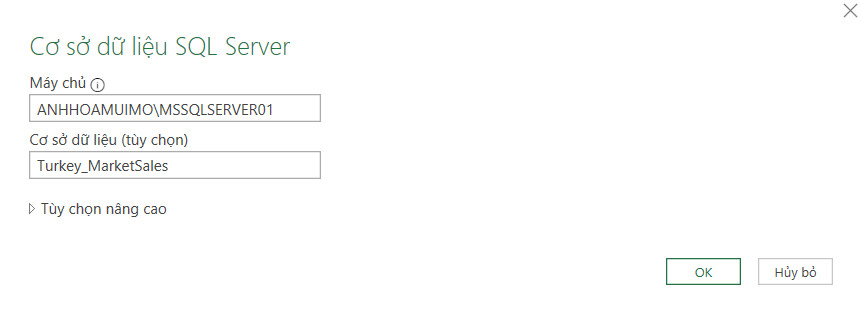 Cơ sở dữ liệu SQL Server
Máy chủ
ANHHOAMUIMO\MSSQLSERVER01
Cơ sở dữ liệu (tùy chọn)
Turkey_MarketSales
Tùy chọn nâng cao
OK
Hủy bỏ